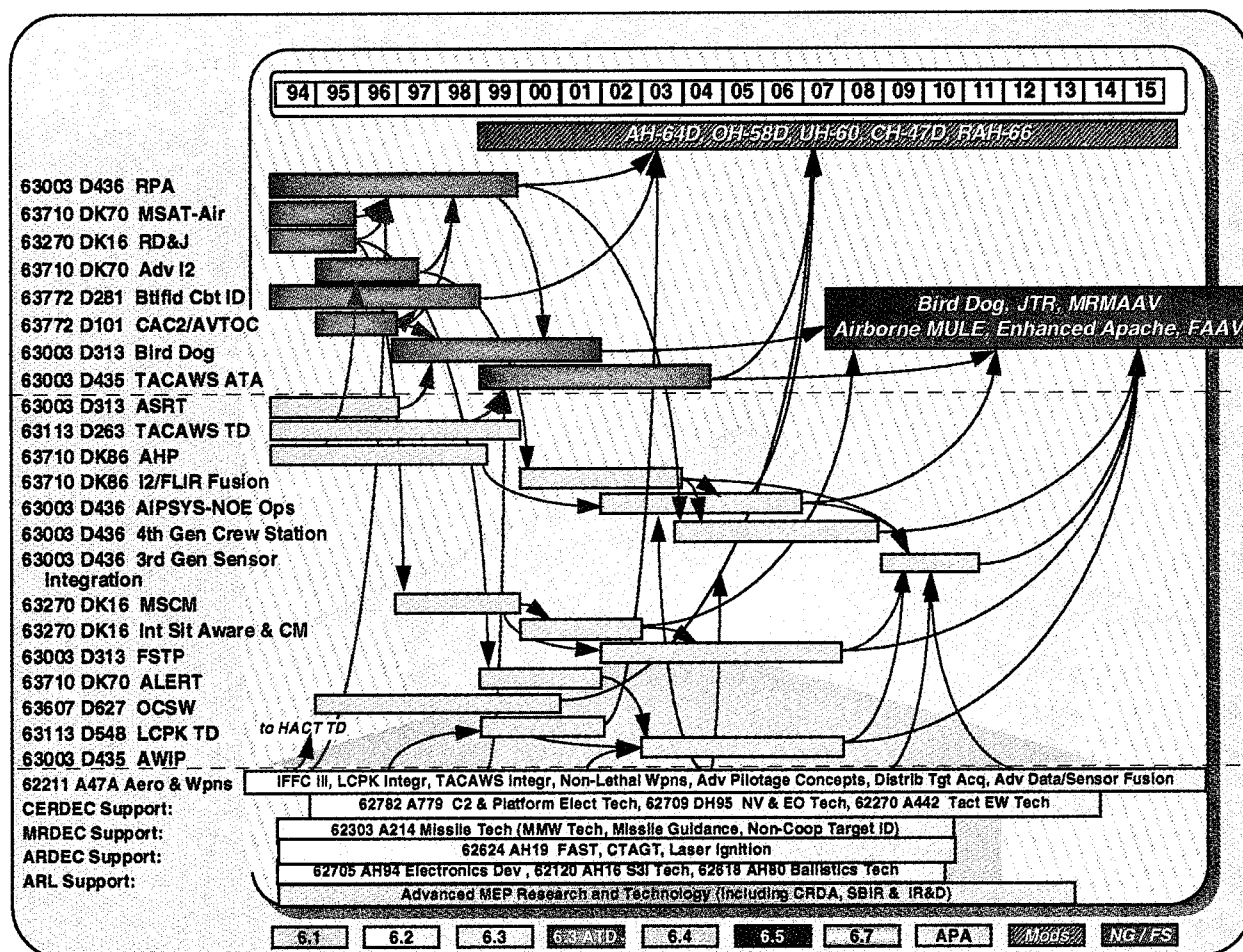 94 95 96 97 98 99 00 01 02 03 04 05 06 07 08 09 10 11 12 13 14 15
AH-64D, OH-58D, UH-60, CH-47D, RAH-66
63003 D436 RPA
63710 DK70 MSAT-Air
63270 DK16 RD&J
63710 DK70 Adv I2
63772 D281 Btlfld Cbt ID
63772 D101 CAC2/AVTOC
63003 D313 Bird Dog
63003 D435 TACAWS ATA
Bird Dog, JTR, MRMAAV
Airborne MULE, Enhanced Apache, FAAV
63003 D313 ASRT
63113 D263 TACAWS TD
63710 DK86 AHP
63710 DK86 I2/FLIR Fusion
63003 D436 AIPSYS-NOE Ops
63003 D436 4th Gen Crew Station
63003 D436 3rd Gen Sensor
Integration
63270 DK16 MSCM
63270 DK16 Int Sit Aware & CM
63003 D313 FSTP
63710 DK70 ALERT
63607 D627 OCSW
63113 D548 LCPK TD
to HACT TD
63003 D435 AWIP
62211 A47A Aero & Wpns
IFFC III, LCPK Integr, TACAWS Integr, Non-Lethal Wpns, Adv Pilotage Concepts, Distrib Tgt Acq, Adv Data/Sensor Fusion
CERDEC Support:
62782 A779 C2 & Platform Elect Tech, 62709 DH95 NV & EO Tech, 62270 A442 Tact EW Tech
MRDEC Support:
62303 A214 Missile Tech (MMW Tech, Missile Guidance, Non-Coop Target ID)
ARDEC Support:
62624 AH19 FAST, CTAGT, Laser Ignition
ARL Support:
62705 AH94 Electronics Dev , 62120 AH16 S3I Tech, 62618 AH80 Ballistics Tech
Advanced MEP Research and Technology (Including CRDA, SBIR & IR&D)
6.1 6.2 6.3 6.3 ATD 6.4 6.5 6.7 APA Mods NG / FS